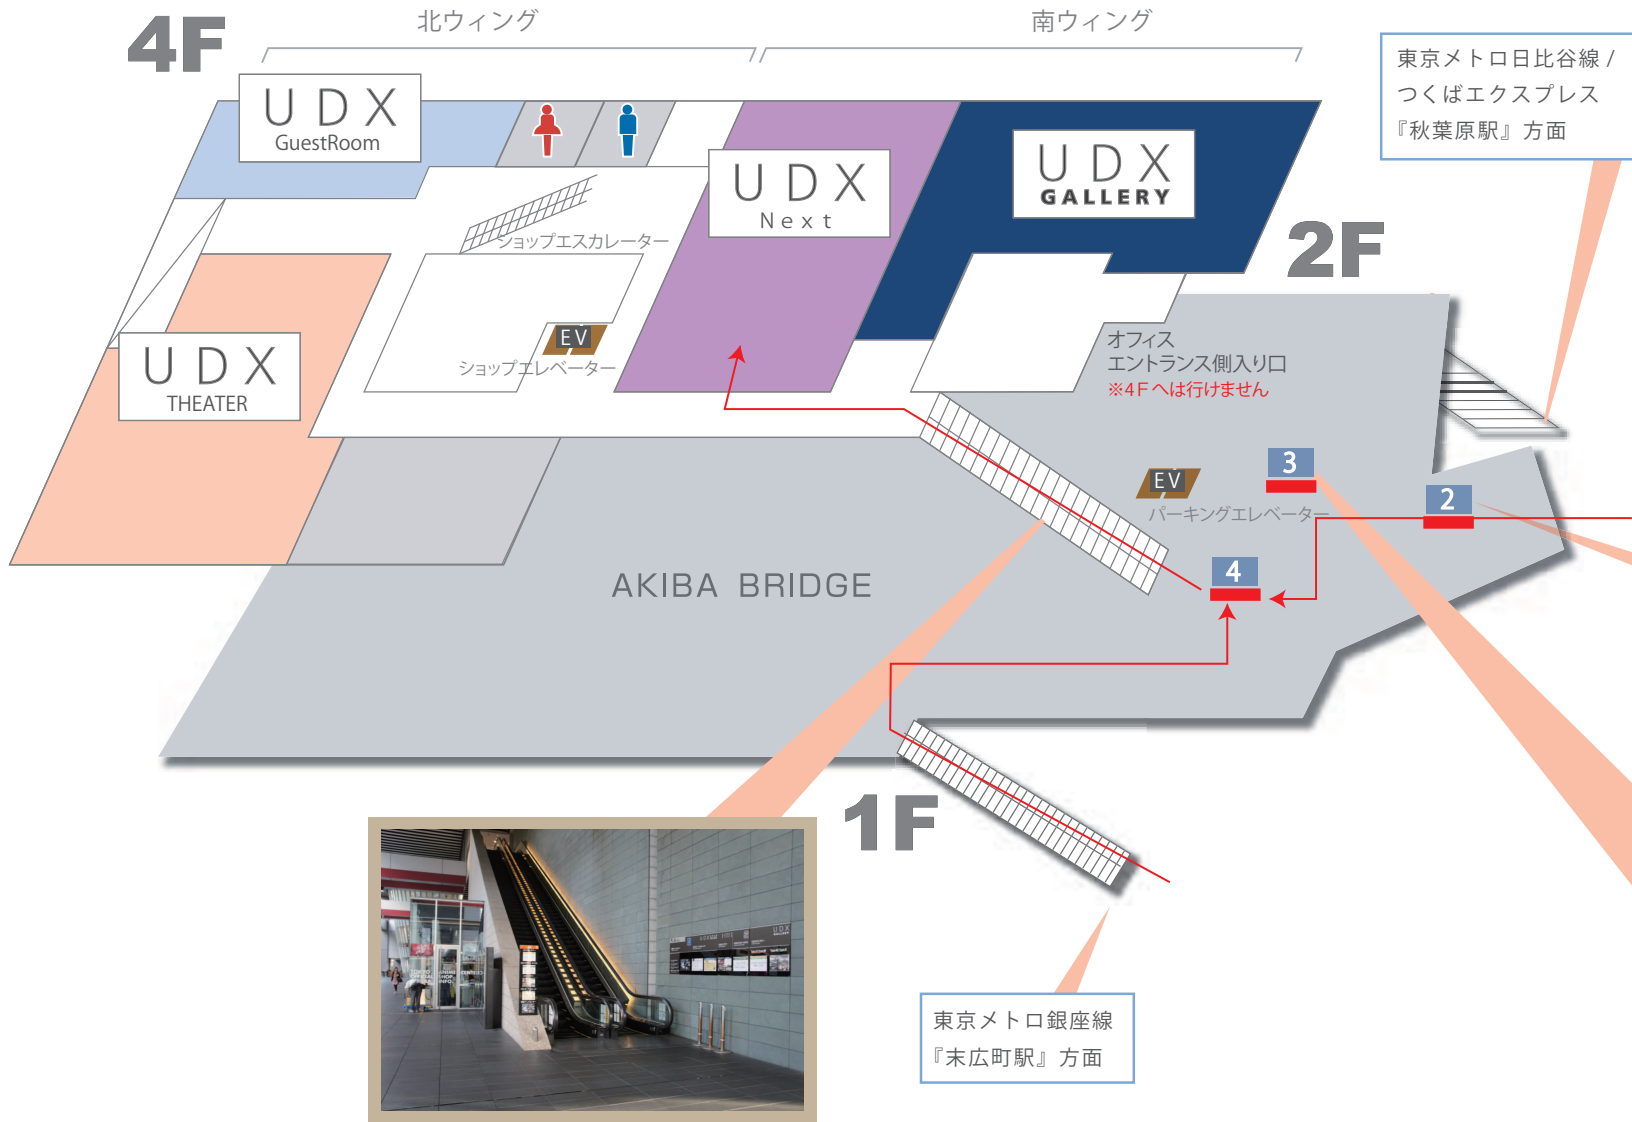 4F
北ウィング
南ウィング
東京メトロ日比谷線 /
つくばエクスプレス
『秋葉原駅』方面
UDX
GuestRoom
UDX
Next
UDX
GALLERY
2F
ショップエスカレーター
EV
ショップエレベーター
UDX
THEATER
オフィス
エントランス側入り口
※4Fへは行けません
3
EV
2
パーキングエレベーター
4
AKIBA BRIDGE
1F
東京メトロ銀座線
『末広町駅』方面